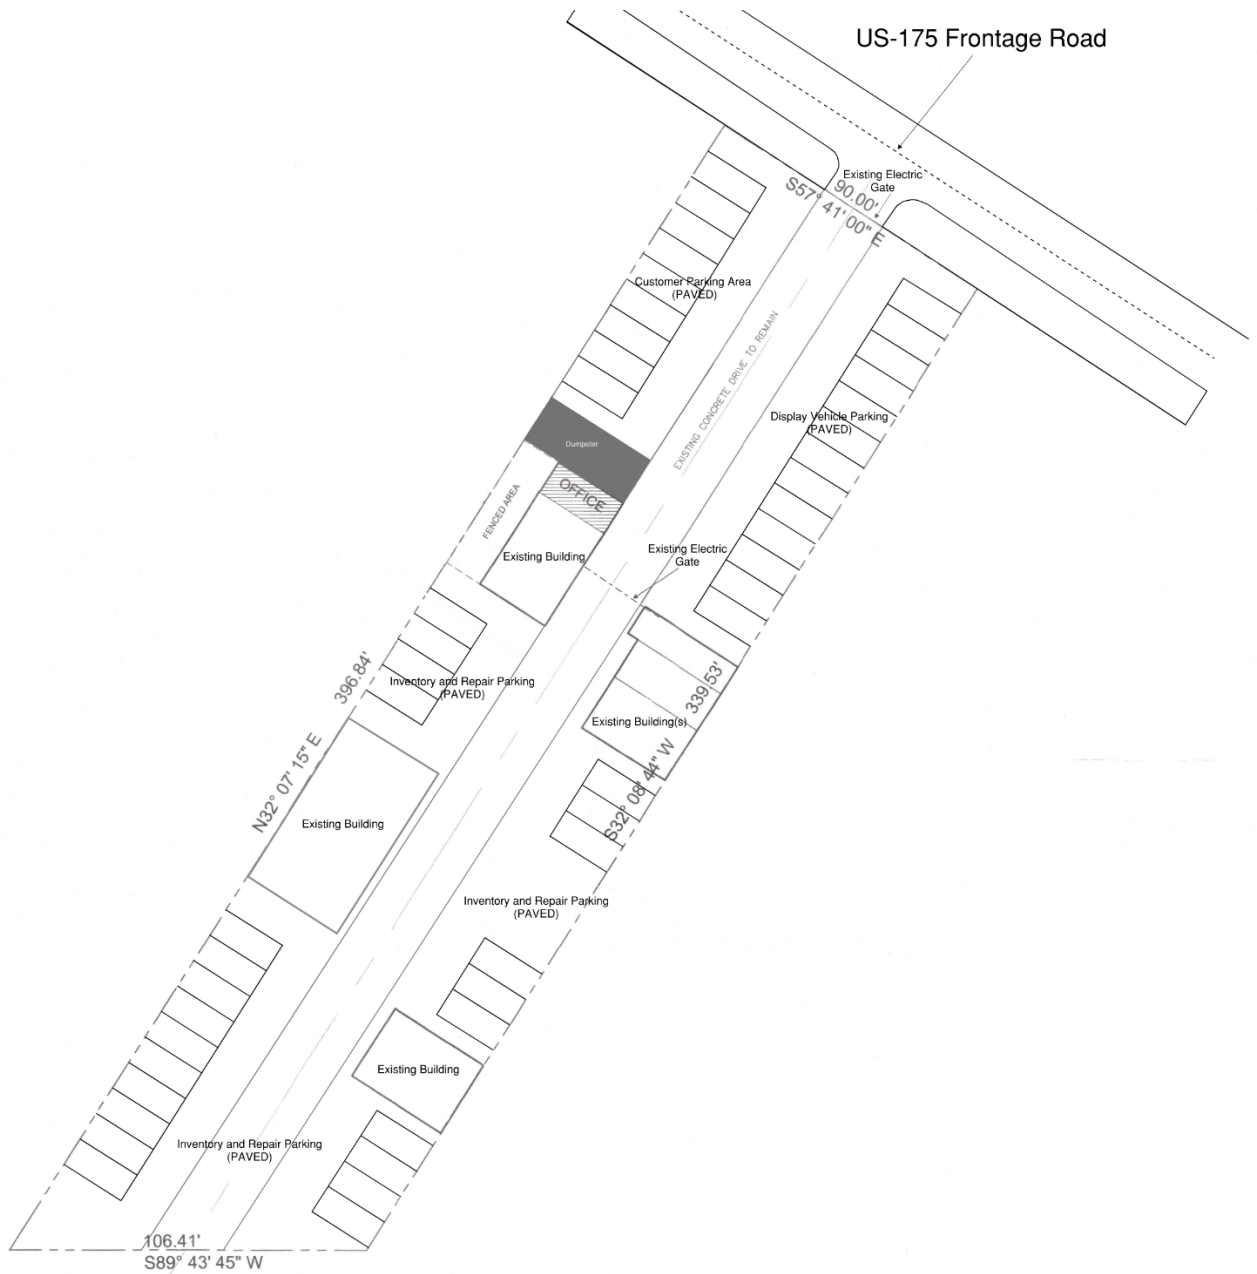 US-175 Frontage Road
Existing Electric
Gate
90.00'
S57° 41' 00" E
Customer Parking Area
(PAVED)
EXISTING CONCRETE DRIVE TO REMAIN
Display Vehicle Parking
(PAVED)
Dumpster
OFFICE
FENCED AREA
Existing Building
Existing Electric
Gate
396.84'
N32° 07' 15" E
Inventory and Repair Parking
(PAVED)
339.53'
S32° 08' 44" W
Existing Building(s)
Existing Building
Inventory and Repair Parking
(PAVED)
Existing Building
Inventory and Repair Parking
(PAVED)
106.41'
S89° 43' 45" W